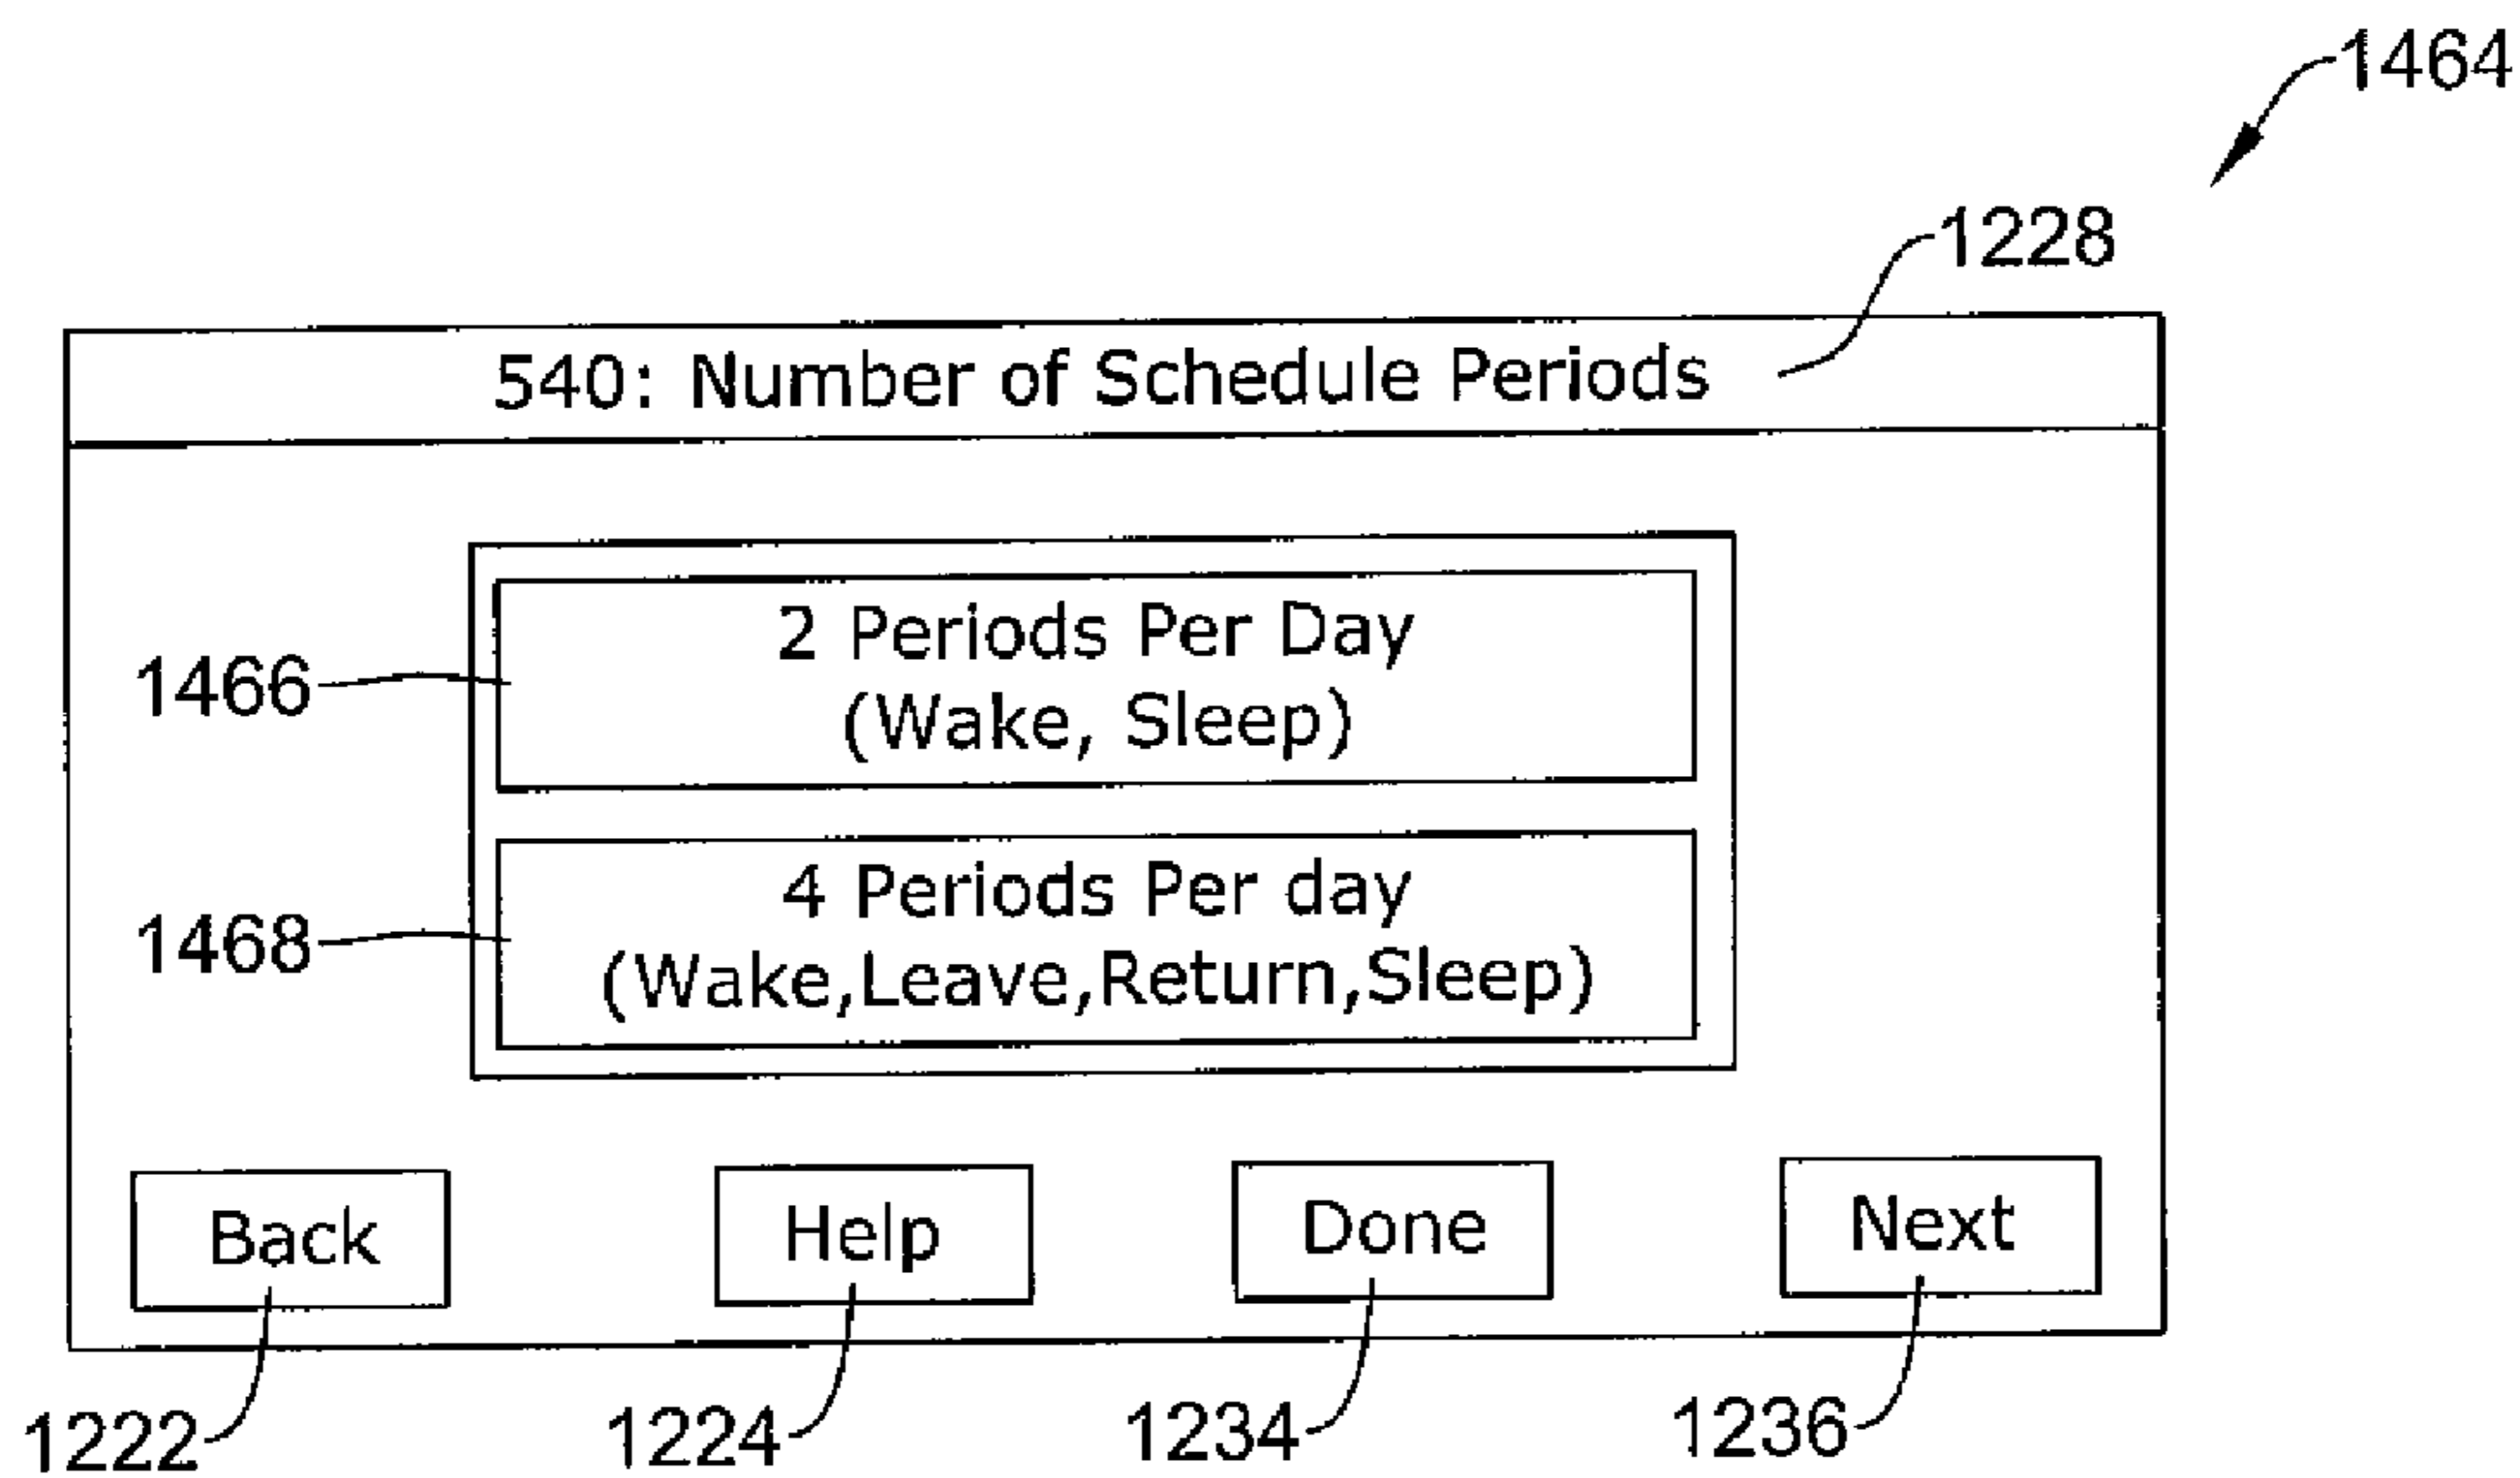 1464
1228
540: Number of Schedule Periods
2 Periods Per Day
1466
(Wake, Sleep)
4 Periods Per day
1468
(Wake,Leave,Return,Sleep)
Back
Help
Done
Next
1222
1224
1234
1236